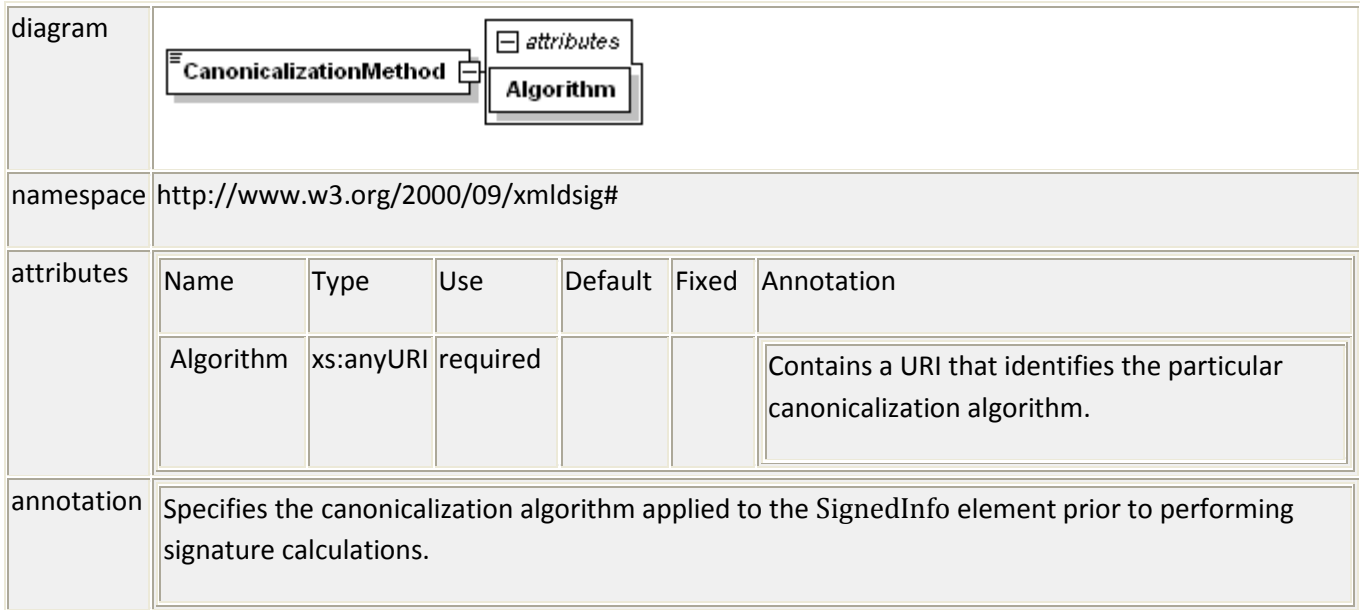 diagram
attributes
CanonicalizationMethod
Algorithm
namespace http://www.w3.org/2000/09/xmldsig#
attributes
Name Type Use Default Fixed Annotation
Algorithm xs:anyURI required Contains a URI that identifies the particular
canonicalization algorithm.
annotation Specifies the canonicalization algorithm applied to the SignedInfo element prior to performing
signature calculations.